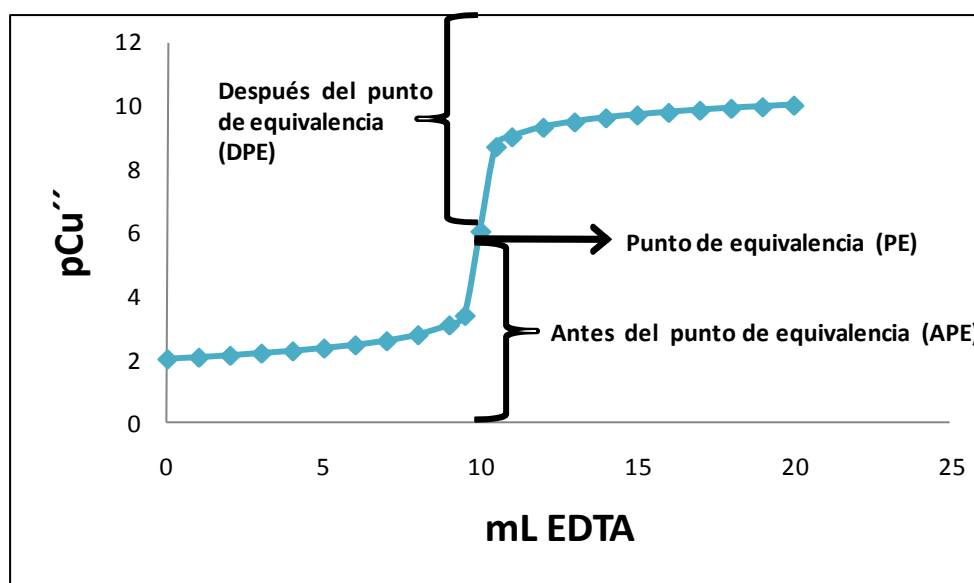 12
10
8
6
4
2
0
pCu´´
Después del punto
de equivalencia
(DPE)
Punto de equivalencia (PE)
Antes del punto de equivalencia (APE)
0 5 10 15 20 25
mL EDTA